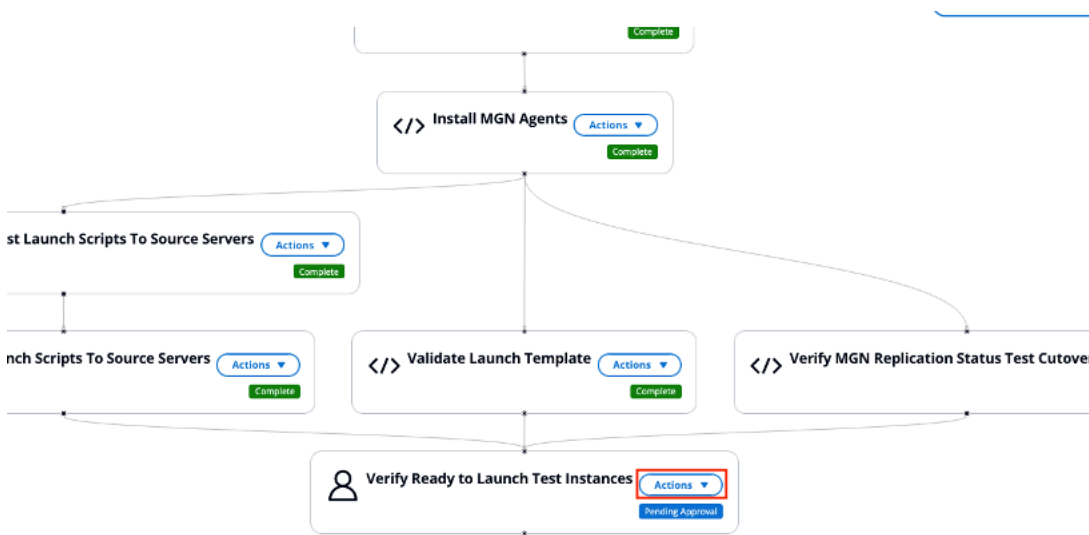 Complete
</> Install MGN Agents Actions ▼
Complete
st Launch Scripts To Source Servers Actions ▼
Complete
nch Scripts To Source Servers Actions ▼
Complete
</> Validate Launch Template Actions ▼
Complete
</> Verify MGN Replication Status Test Cutover
Verify Ready to Launch Test Instances Actions ▼
Pending Approval